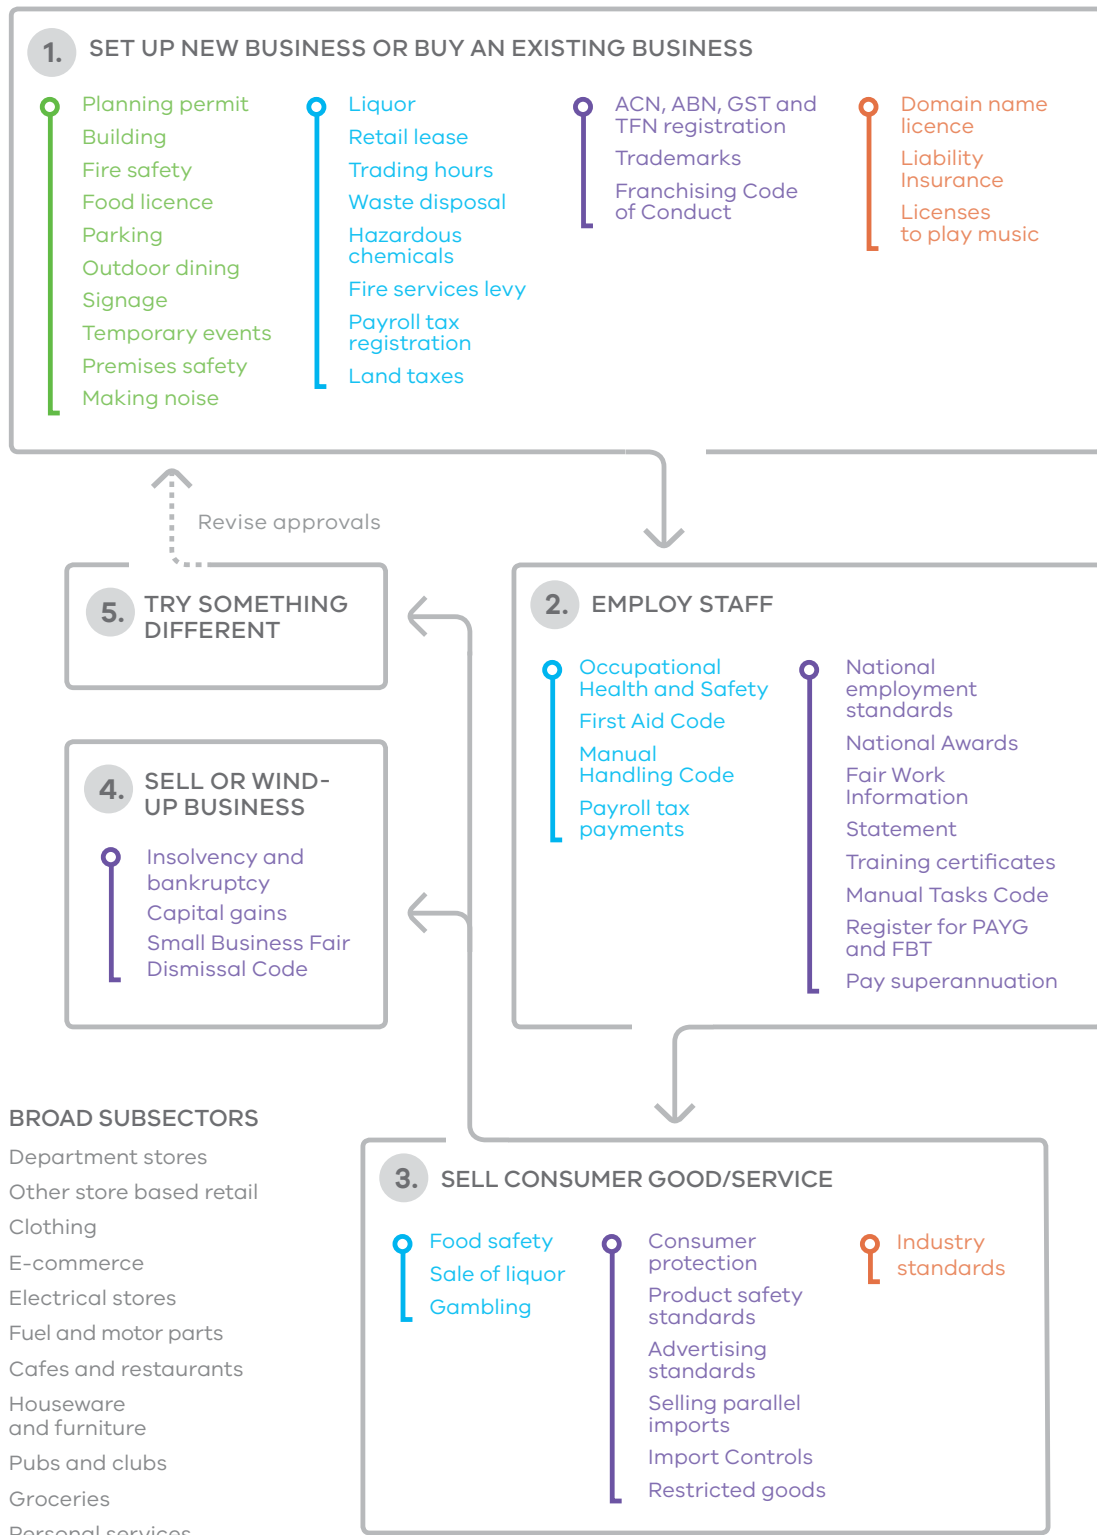 1.
SET UP NEW BUSINESS OR BUY AN EXISTING BUSINESS
Planning permit
Building
Fire safety
Food licence
Parking
Outdoor dining
Signage
Temporary events
Premises safety
Making noise
Liquor
Retail lease
Trading hours
Waste disposal
Hazardous
chemicals
Fire services levy
Payroll tax
registration
Land taxes
ACN, ABN, GST and
TFN registration
Trademarks
Franchising Code
of Conduct
Domain name
licence
Liability
Insurance
Licenses
to play music
Revise approvals
5.
TRY SOMETHING
DIFFERENT
2.
EMPLOY STAFF
Occupational
Health and Safety
First Aid Code
Manual
Handling Code
Payroll tax
payments
National
employment
standards
National Awards
Fair Work
Information
Statement
Training certificates
Manual Tasks Code
Register for PAYG
and FBT
Pay superannuation
4.
SELL OR WIND-
UP BUSINESS
Insolvency and
bankruptcy
Capital gains
Small Business Fair
Dismissal Code
BROAD SUBSECTORS
Department stores
Other store based retail
Clothing
E-commerce
Electrical stores
Fuel and motor parts
Cafes and restaurants
Houseware
and furniture
Pubs and clubs
Groceries
Personal services
3.
SELL CONSUMER GOOD/SERVICE
Food safety
Sale of liquor
Gambling
Consumer
protection
Product safety
standards
Advertising
standards
Selling parallel
imports
Import Controls
Restricted goods
Industry
standards